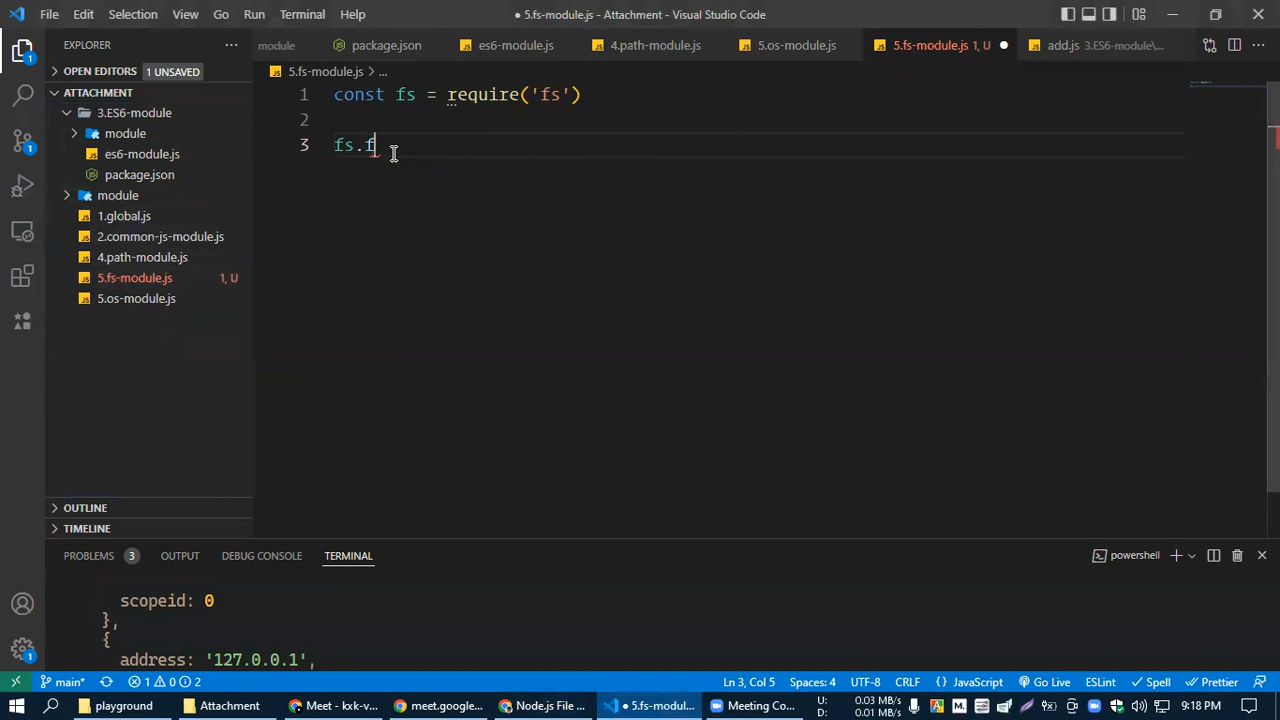 File Edit Selection View Go Run Terminal Help
● 5.fs-module.js - Attachment - Visual Studio Code
EXPLORER
module
package.json
es6-module.js
4.path-module.js
5.os-module.js
5.fs-module.js 1, U
add.js 3.ES6-module\...
OPEN EDITORS 1 UNSAVED
5.fs-module.js > ...
ATTACHMENT
3.ES6-module
module
es6-module.js
package.json
module
1.global.js
2.common-js-module.js
4.path-module.js
5.fs-module.js 1, U
5.os-module.js
OUTLINE
TIMELINE
1 const fs = require('fs')
2
3 fs.f
PROBLEMS 3 OUTPUT DEBUG CONSOLE TERMINAL
powershell
scopeid: 0
},
{
address: '127.0.0.1',
main* 1 0 2
Ln 3, Col 5 Spaces: 4 UTF-8 CRLF {} JavaScript Go Live ESLint Spell Prettier
playground
Attachment
Meet - kxk-v...
meet.google...
Node.js File ...
● 5.fs-modul...
Meeting Co...
U: 0.03 MB/s
D: 0.01 MB/s
9:18 PM